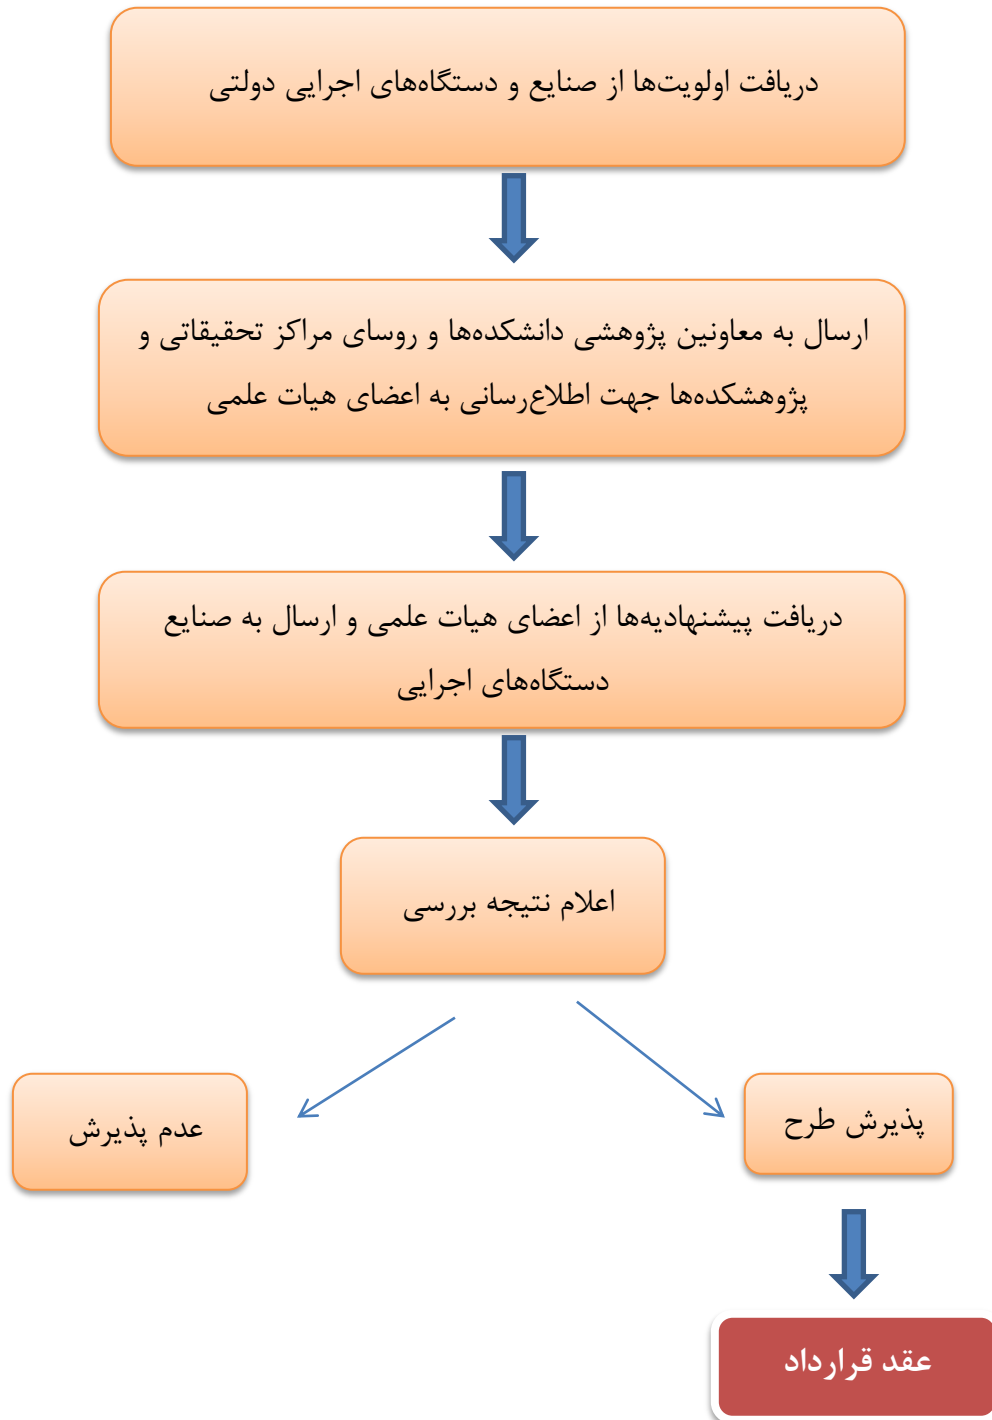 دریافت اولویت‌ها از صنایع و دستگاه‌های اجرایی دولتی
ارسال به معاونین پژوهشی دانشکده‌ها و روسای مراکز تحقیقاتی و
پژوهشکده‌ها جهت اطلاع‌رسانی به اعضای هیات علمی
دریافت پیشنهادیه‌ها از اعضای هیات علمی و ارسال به صنایع
دستگاه‌های اجرایی
اعلام نتیجه بررسی
پذیرش طرح
عدم پذیرش
عقد قرارداد